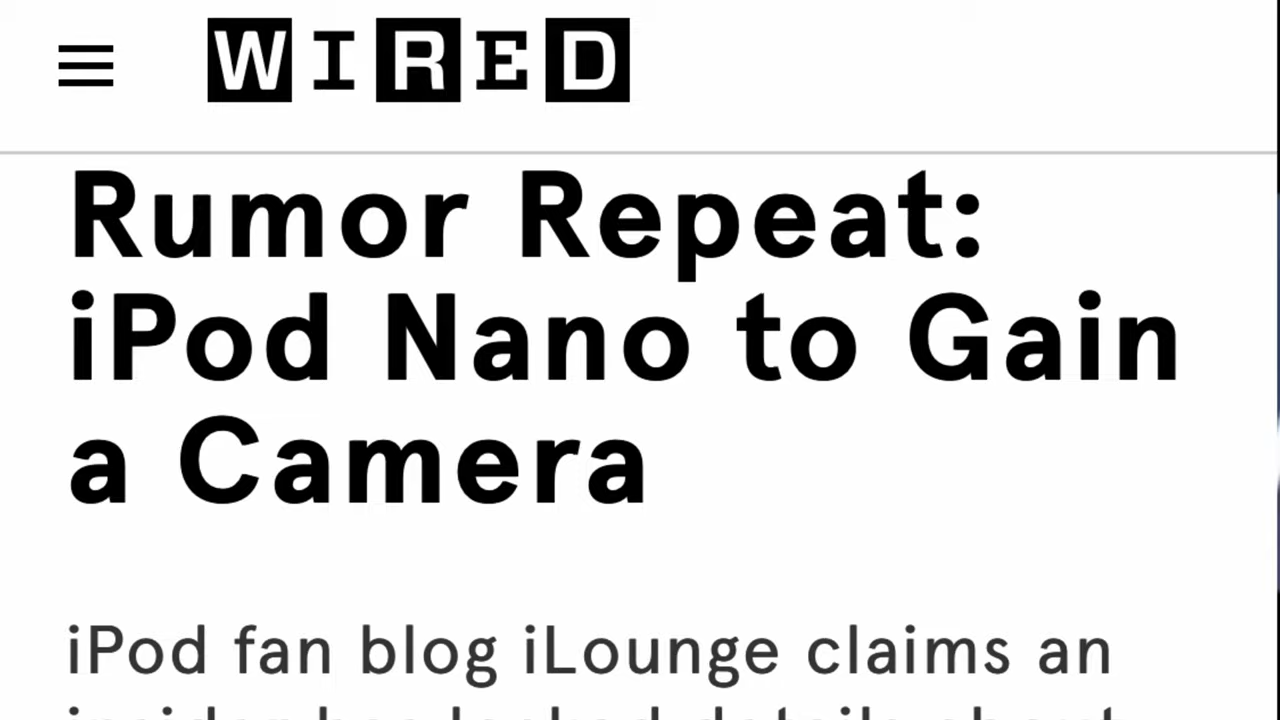 WIRED
Rumor Repeat:
iPod Nano to Gain
a Camera
iPod fan blog iLounge claims an